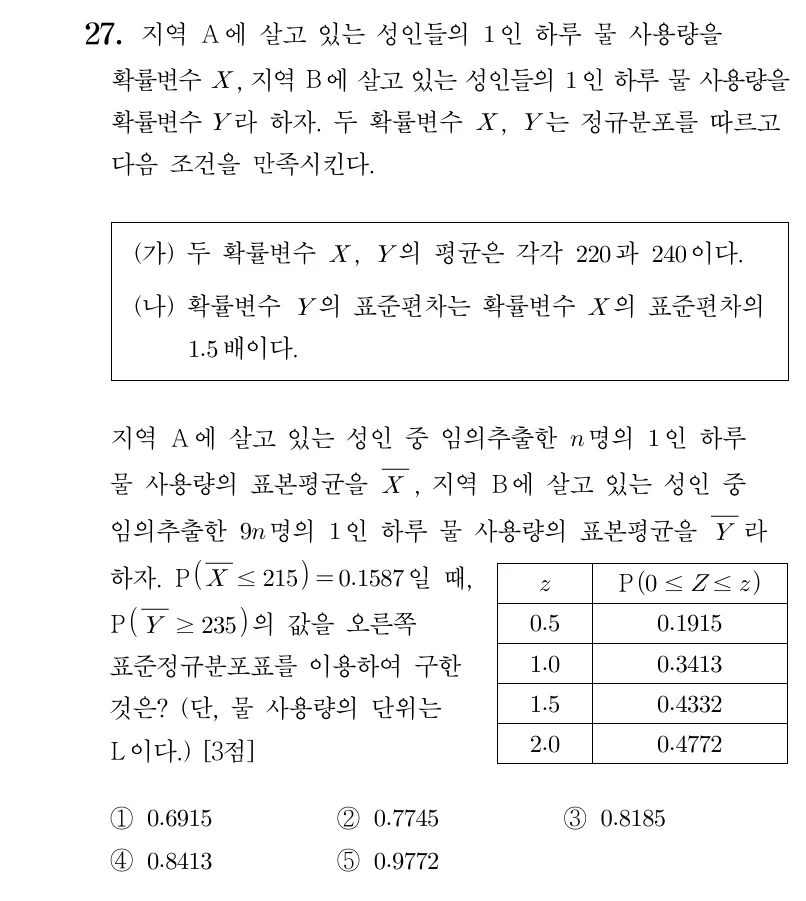 27. 지역 A에 살고 있는 성인들의 1인 하루 물 사용량을
확률변수 X, 지역 B에 살고 있는 성인들의 1인 하루 물 사용량을
확률변수 Y라 하자. 두 확률변수 X, Y는 정규분포를 따르고
다음 조건을 만족시킨다.
(가) 두 확률변수 X, Y의 평균은 각각 220과 240이다.
(나) 확률변수 Y의 표준편차는 확률변수 X의 표준편차의
1.5배이다.
지역 A에 살고 있는 성인 중 임의추출한 n명의 1인 하루
물 사용량의 표본평균을 X̅, 지역 B에 살고 있는 성인 중
임의추출한 9n명의 1인 하루 물 사용량의 표본평균을 Y̅라
하자. P(X̅ ≤ 215) = 0.1587일 때,
P(Y̅ ≥ 235)의 값을 오른쪽
표준정규분포표를 이용하여 구한
것은? (단, 물 사용량의 단위는
L이다.) [3점]
z P(0 ≤ Z ≤ z)
0.5 0.1915
1.0 0.3413
1.5 0.4332
2.0 0.4772
① 0.6915 ② 0.7745 ③ 0.8185
④ 0.8413 ⑤ 0.9772